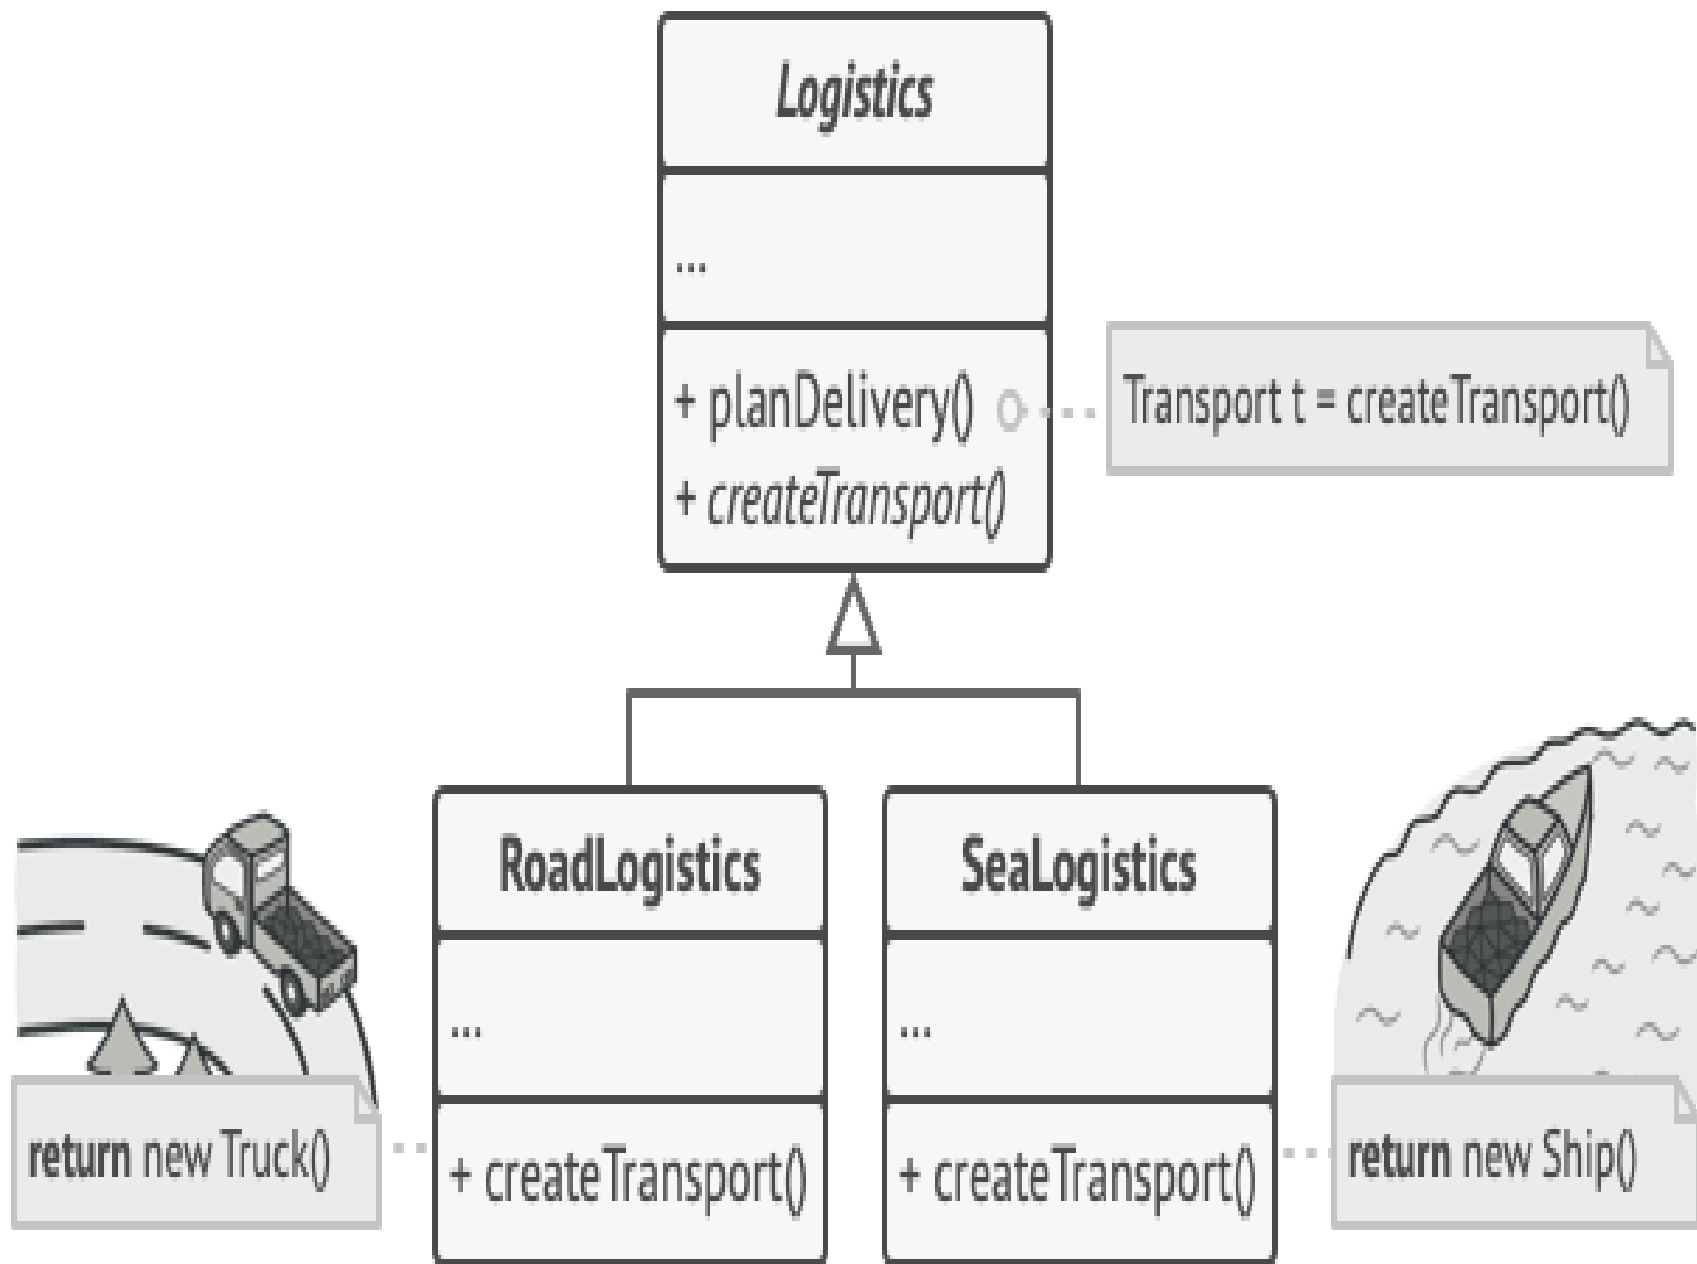 Logistics
...
+ planDelivery()
Transport t = createTransport()
+ createTransport()
RoadLogistics
...
+ createTransport()
return new Truck()
SeaLogistics
...
+ createTransport()
return new Ship()